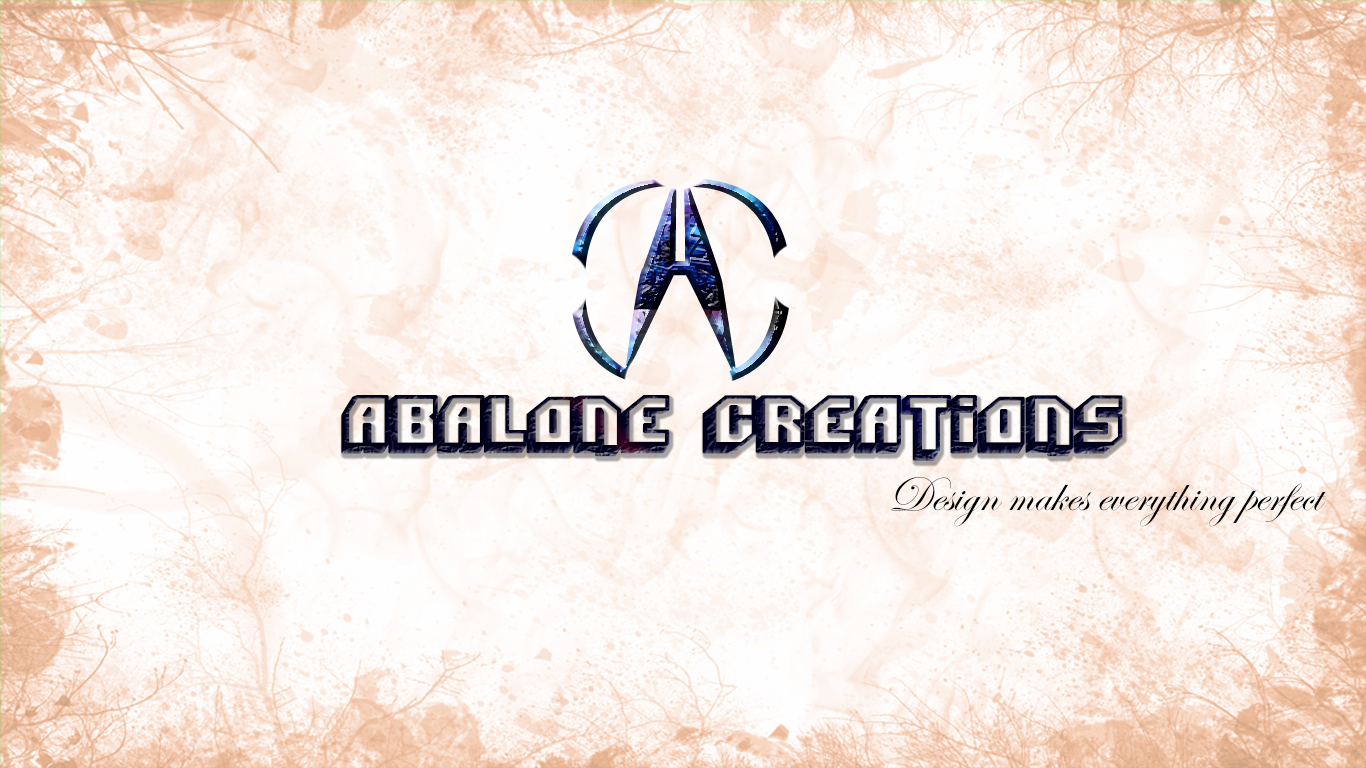 ABALONE CREATiONS
Design makes everything perfect